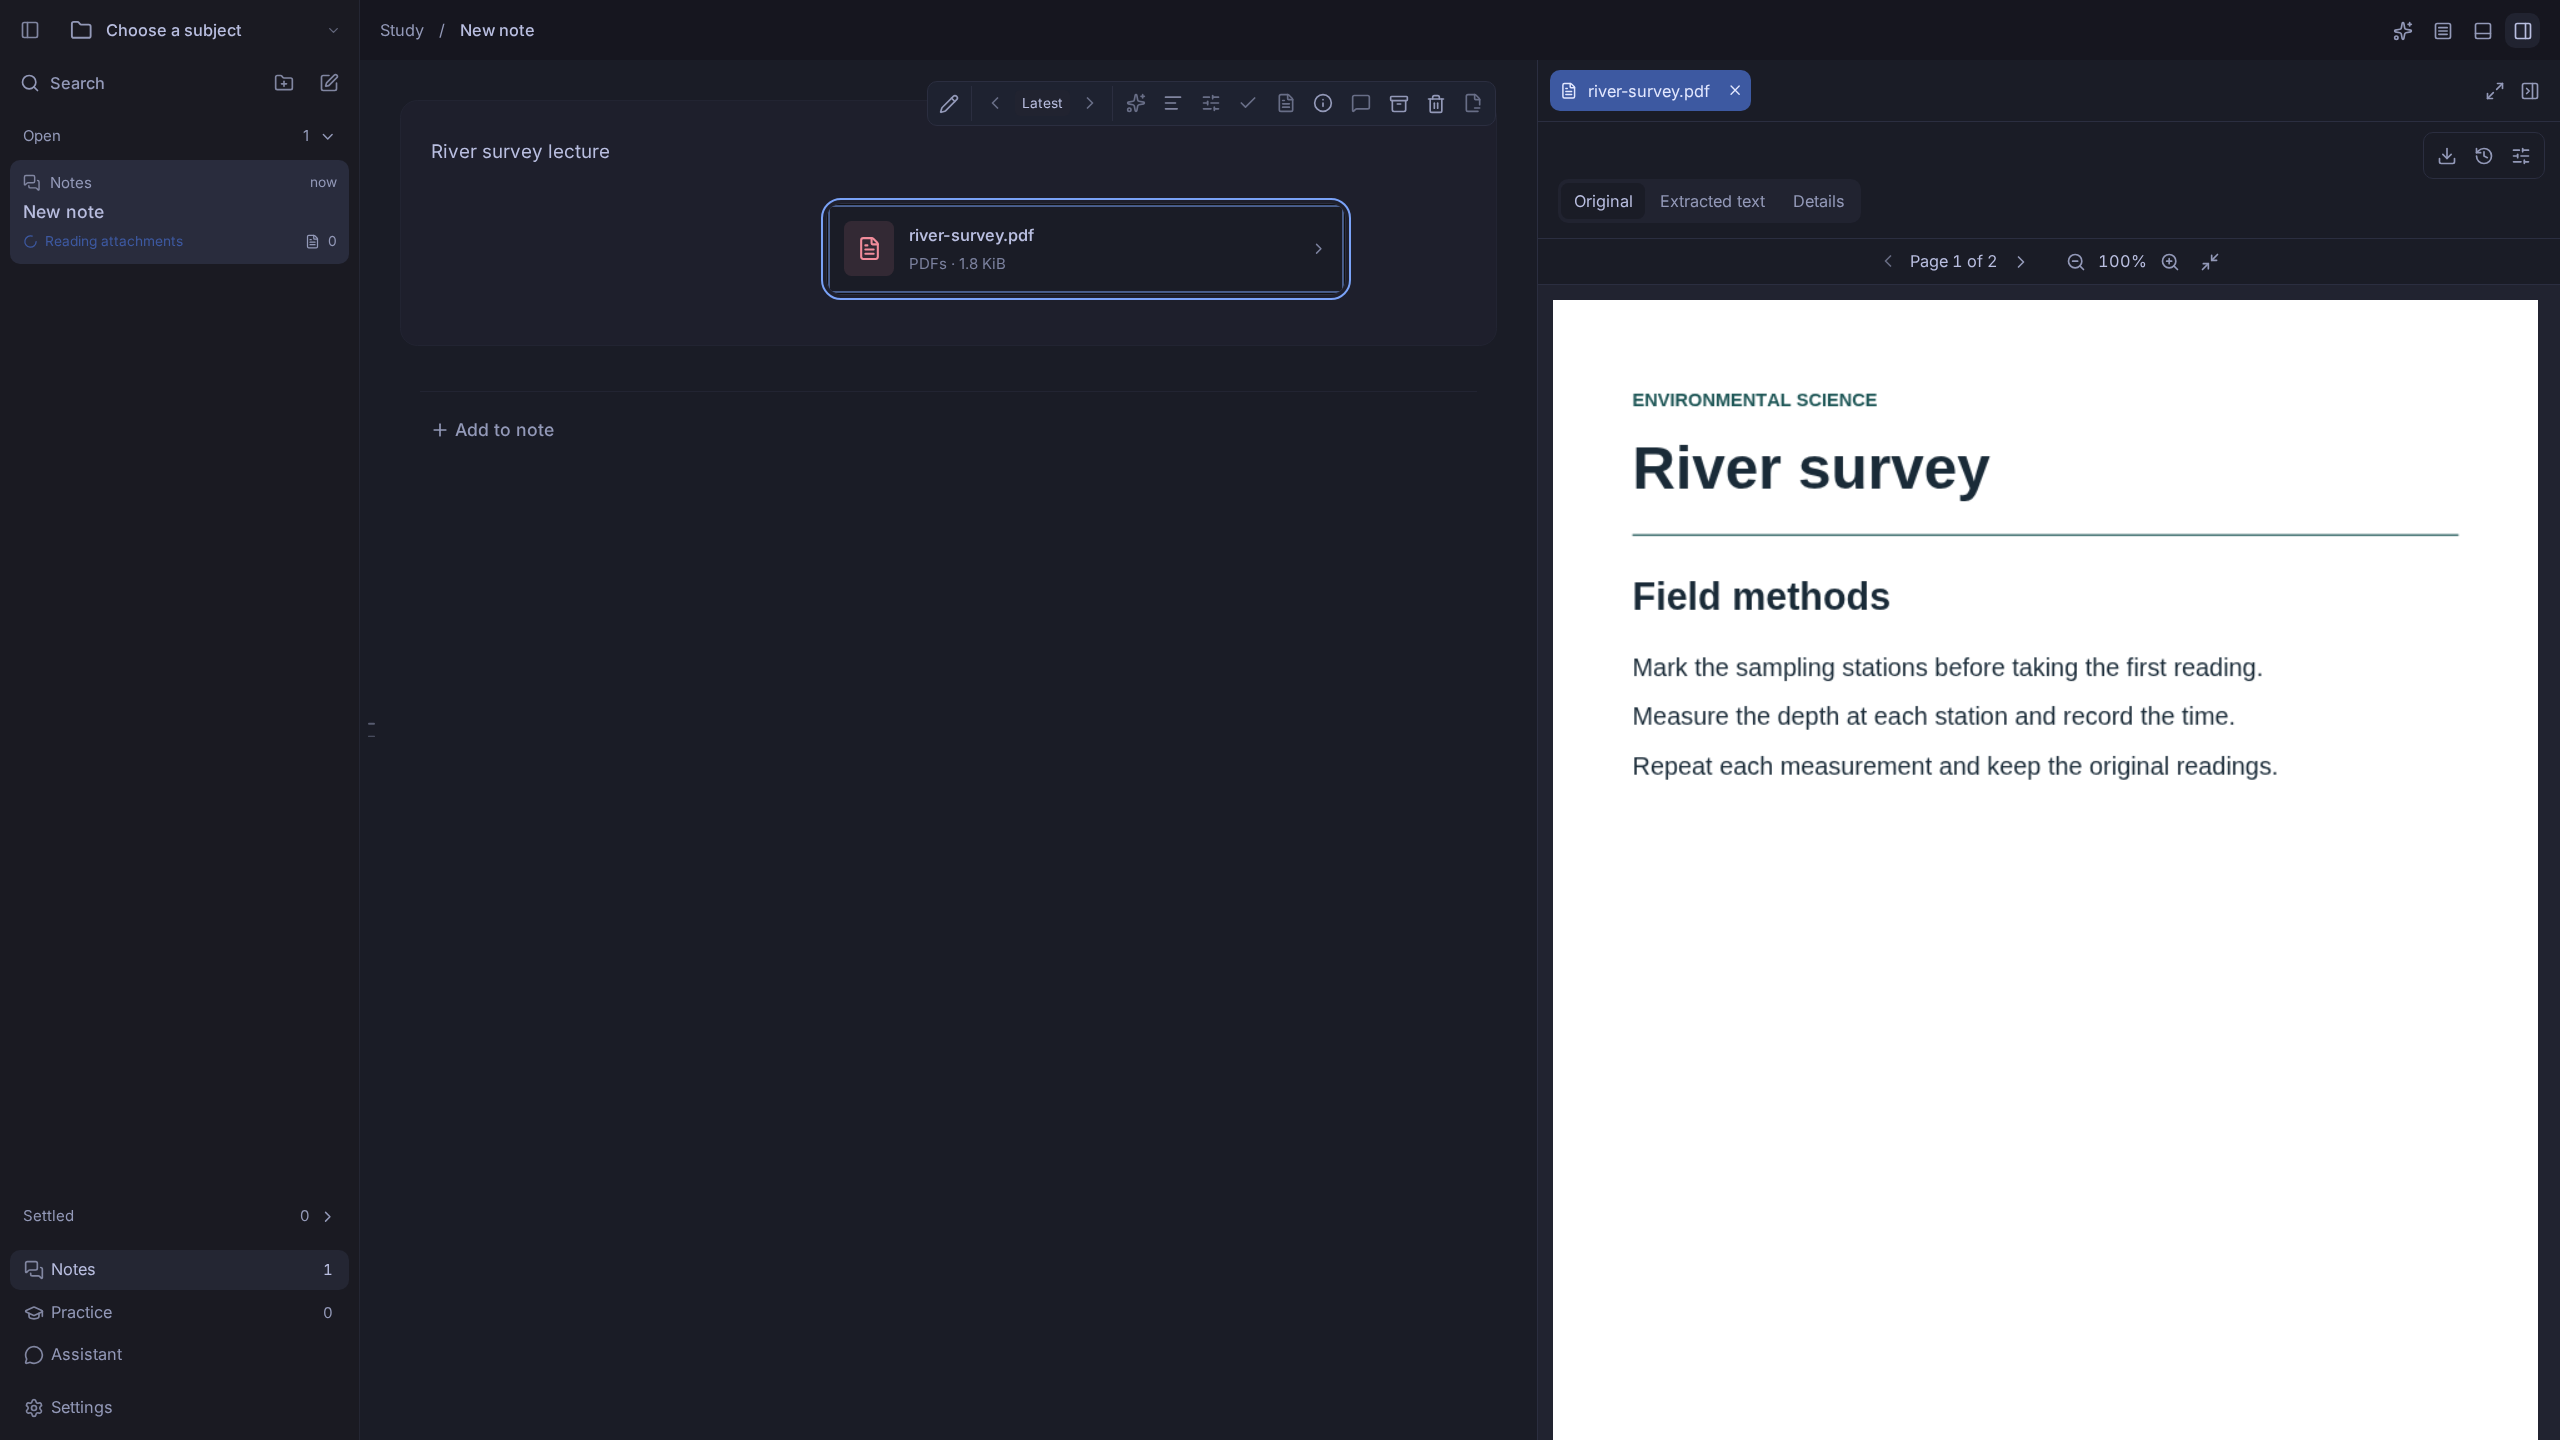 Choose a subject
Study / New note
Search
Open 1
Notes now
New note
Reading attachments 0
Latest
River survey lecture
river-survey.pdf
PDFs · 1.8 KiB
Add to note
Settled 0
Notes 1
Practice 0
Assistant
Settings
river-survey.pdf
Original Extracted text Details
Page 1 of 2 100%
ENVIRONMENTAL SCIENCE
River survey
Field methods
Mark the sampling stations before taking the first reading.
Measure the depth at each station and record the time.
Repeat each measurement and keep the original readings.